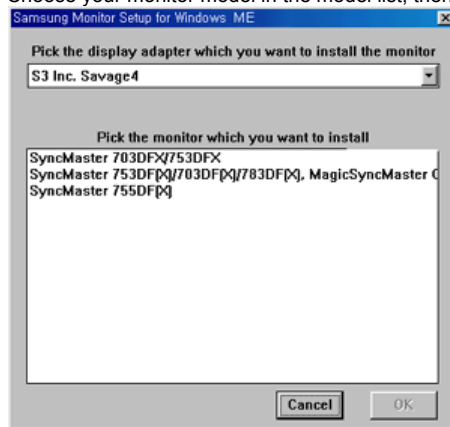 Choose your monitor model in the model list, then
Samsung Monitor Setup for Windows ME
Pick the display adapter which you want to install the monitor
S3 Inc. Savage4
Pick the monitor which you want to install
SyncMaster 703DFX/753DFX
SyncMaster 753DF[X]/703DF[X]/783DF[X], MagicSyncMaster
SyncMaster 755DF[X]
Cancel
OK